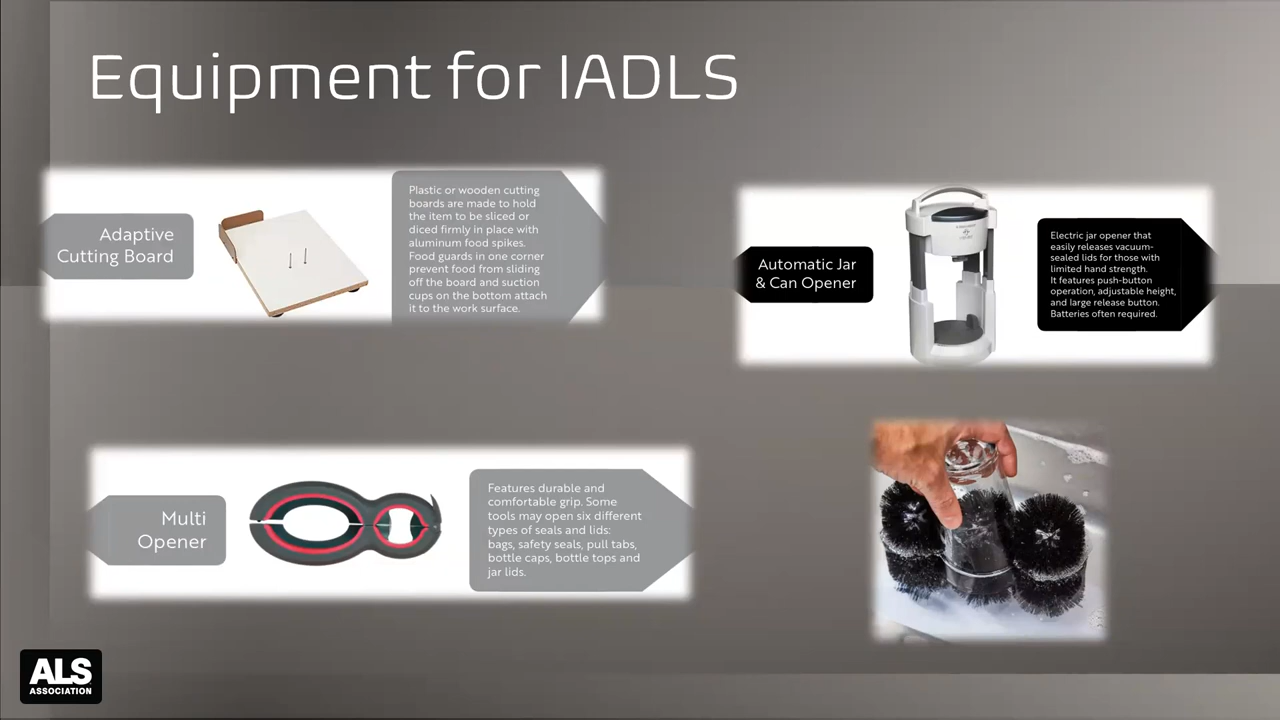 Equipment for IADLS
Adaptive
Cutting Board
Plastic or wooden cutting
boards are made to hold
the item to be sliced or
diced firmly in place with
aluminum food spikes.
Food guards in one corner
prevent food from sliding
off the board and suction
cups on the bottom attach
it to the work surface.
Automatic Jar
& Can Opener
Electric jar opener that
easily releases vacuum-
sealed lids for those with
limited hand strength.
It features push-button
operation, adjustable height,
and large release button.
Batteries often required.
Multi
Opener
Features durable and
comfortable grip. Some
tools may open six different
types of seals and lids:
bags, safety seals, pull tabs,
bottle caps, bottle tops and
jar lids.
ALS
ASSOCIATION